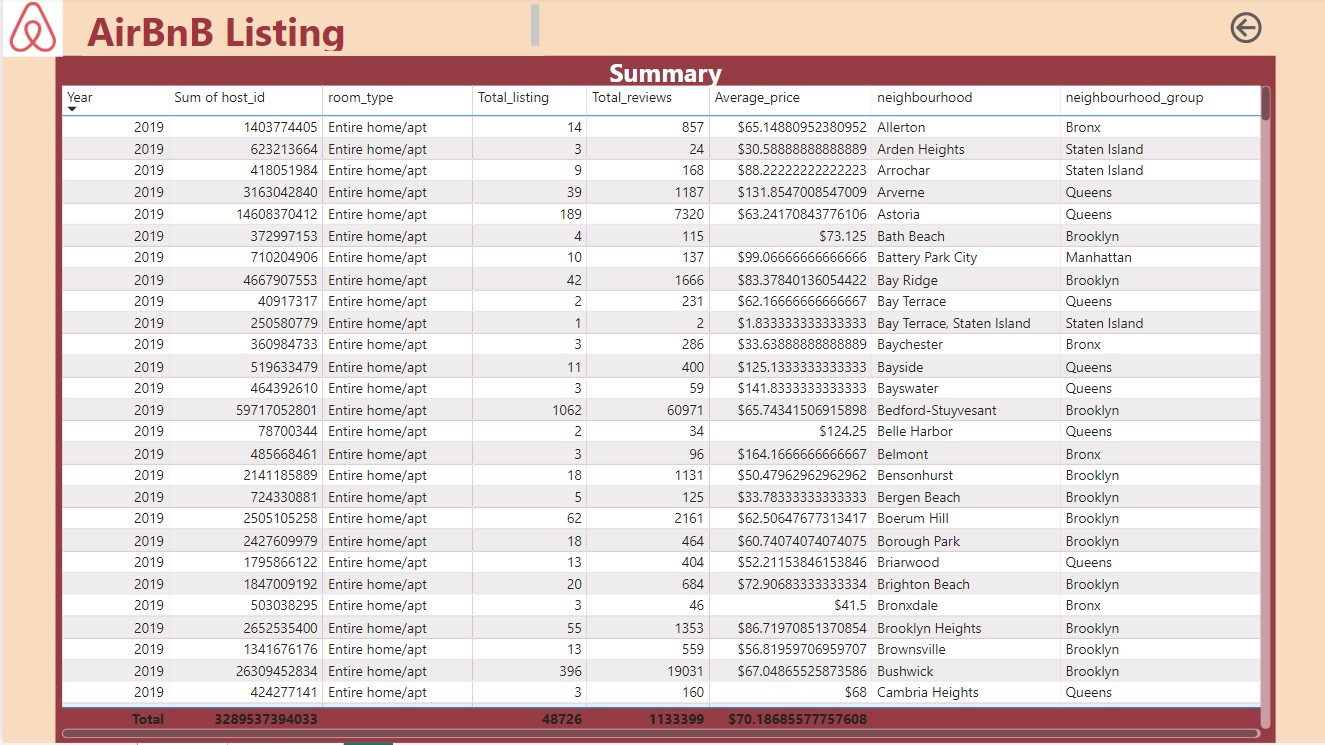 AirBnB Listing
Summary
Year Sum of host_id room_type Total_listing Total_reviews Average_price neighbourhood neighbourhood_group
2019 1403774405 Entire home/apt 14 857 $65.14880952380952 Allerton Bronx
2019 623213664 Entire home/apt 3 24 $30.58888888888889 Arden Heights Staten Island
2019 418051984 Entire home/apt 9 168 $88.22222222222223 Arrochar Staten Island
2019 3163042840 Entire home/apt 39 1187 $131.8547008547009 Arverne Queens
2019 14608370412 Entire home/apt 189 7320 $63.24170843776106 Astoria Queens
2019 372997153 Entire home/apt 4 115 $73.125 Bath Beach Brooklyn
2019 710204906 Entire home/apt 10 137 $99.06666666666666 Battery Park City Manhattan
2019 4667907553 Entire home/apt 42 1666 $83.37840136054422 Bay Ridge Brooklyn
2019 40917317 Entire home/apt 2 231 $62.16666666666667 Bay Terrace Queens
2019 250580779 Entire home/apt 1 2 $1.833333333333333 Bay Terrace, Staten Island Staten Island
2019 360984733 Entire home/apt 3 286 $33.63888888888889 Baychester Bronx
2019 519633479 Entire home/apt 11 400 $125.1333333333333 Bayside Queens
2019 464392610 Entire home/apt 3 59 $141.8333333333333 Bayswater Queens
2019 59717052801 Entire home/apt 1062 60971 $65.74341506915898 Bedford-Stuyvesant Brooklyn
2019 78700344 Entire home/apt 2 34 $124.25 Belle Harbor Queens
2019 485668461 Entire home/apt 3 96 $164.1666666666667 Belmont Bronx
2019 2141185889 Entire home/apt 18 1131 $50.47962962962962 Bensonhurst Brooklyn
2019 724330881 Entire home/apt 5 125 $33.78333333333333 Bergen Beach Brooklyn
2019 2505105258 Entire home/apt 62 2161 $62.50647677313417 Boerum Hill Brooklyn
2019 2427609979 Entire home/apt 18 464 $60.74074074074075 Borough Park Brooklyn
2019 1795866122 Entire home/apt 13 404 $52.21153846153846 Briarwood Queens
2019 1847009192 Entire home/apt 20 684 $72.90683333333334 Brighton Beach Brooklyn
2019 503038295 Entire home/apt 3 46 $41.5 Bronxdale Bronx
2019 2652535400 Entire home/apt 55 1353 $86.71970851370854 Brooklyn Heights Brooklyn
2019 1341676176 Entire home/apt 13 559 $56.81959706959707 Brownsville Brooklyn
2019 26309452834 Entire home/apt 396 19031 $67.04865525873586 Bushwick Brooklyn
2019 424277141 Entire home/apt 3 160 $68 Cambria Heights Queens
Total 3289537394033 48726 1133399 $70.18685577757608